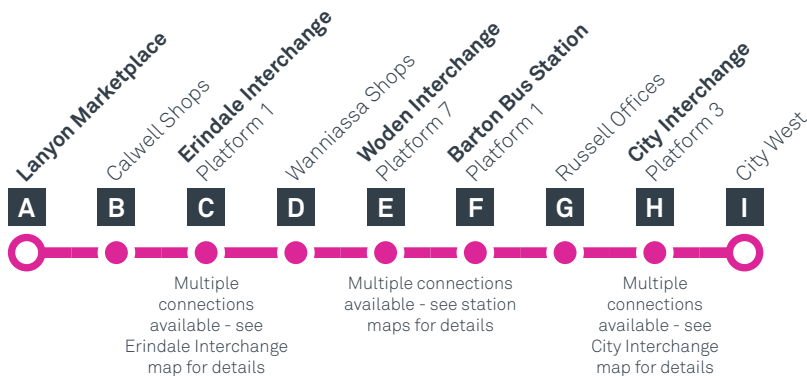 Lanyon Marketplace
Calwell Shops
Erindale Interchange
Platform 1
Wanniassa Shops
Woden Interchange
Platform 7
Barton Bus Station
Platform 1
Russell Offices
City Interchange
Platform 3
City West
A B C D E F G H I
Multiple
connections
available - see
Erindale Interchange
map for details
Multiple connections
available - see station
maps for details
Multiple
connections
available - see
City Interchange
map for details